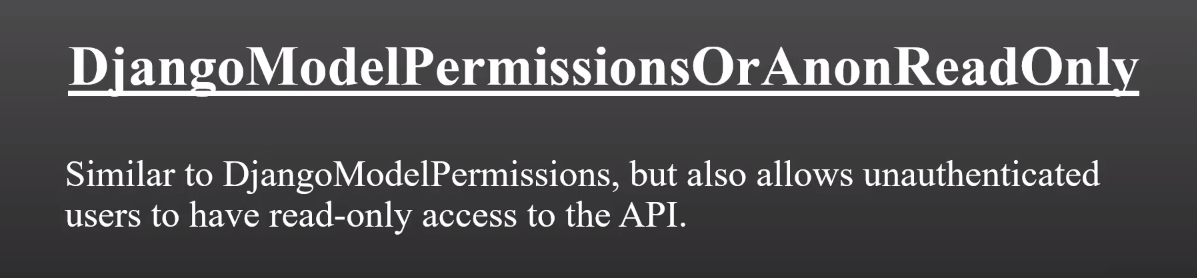 DjangoModelPermissionsOrAnonReadOnly
Similar to DjangoModelPermissions, but also allows unauthenticated
users to have read-only access to the API.